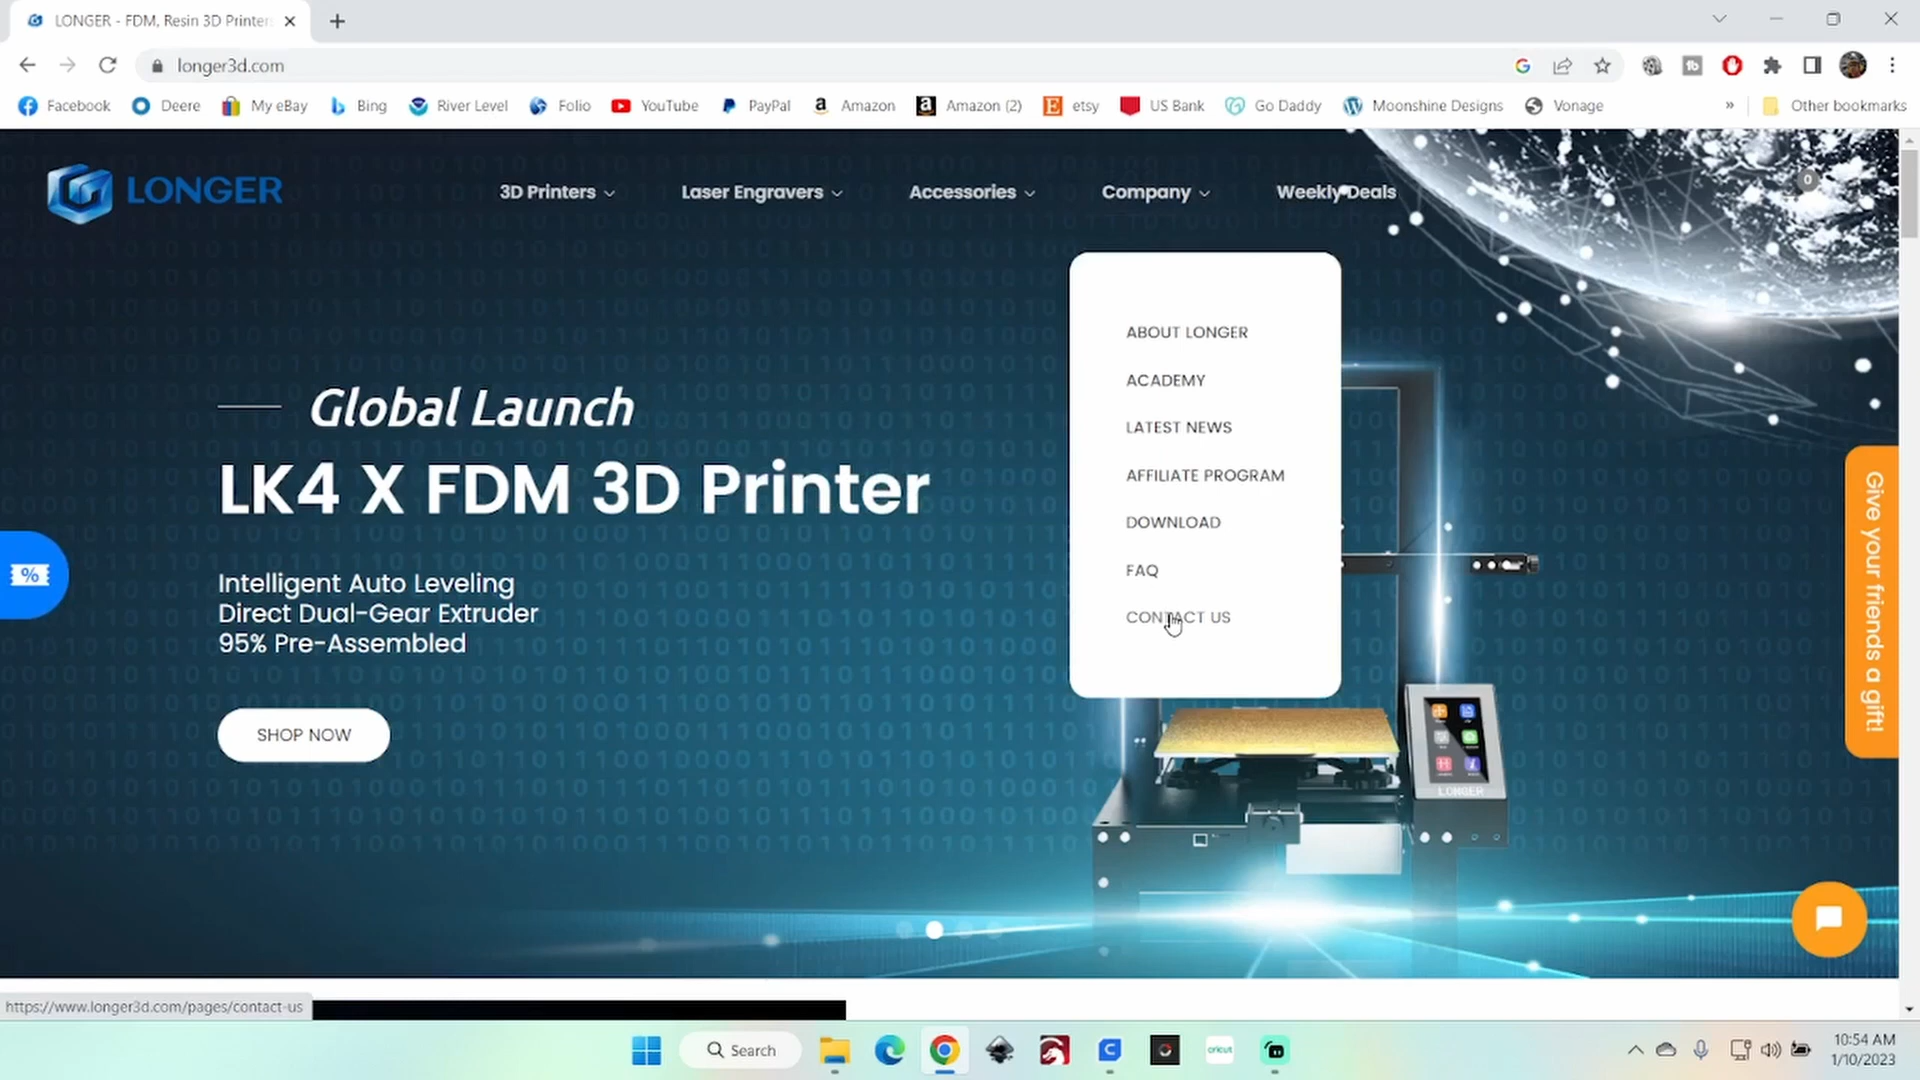 LONGER - FDM, Resin 3D Printer
longer3d.com
Facebook
Deere
My eBay
Bing
River Level
Folio
YouTube
PayPal
Amazon
Amazon (2)
etsy
US Bank
Go Daddy
Moonshine Designs
Vonage
»
Other bookmarks
LONGER
3D Printers
Laser Engravers
Accessories
Company
Weekly Deals
0
ABOUT LONGER
ACADEMY
LATEST NEWS
AFFILIATE PROGRAM
DOWNLOAD
FAQ
CONTACT US
Global Launch
LK4 X FDM 3D Printer
Intelligent Auto Leveling
Direct Dual-Gear Extruder
95% Pre-Assembled
SHOP NOW
%
Give your friends a gift!
LONGER
https://www.longer3d.com/pages/contact-us
Search
cricut
10:54 AM
1/10/2023